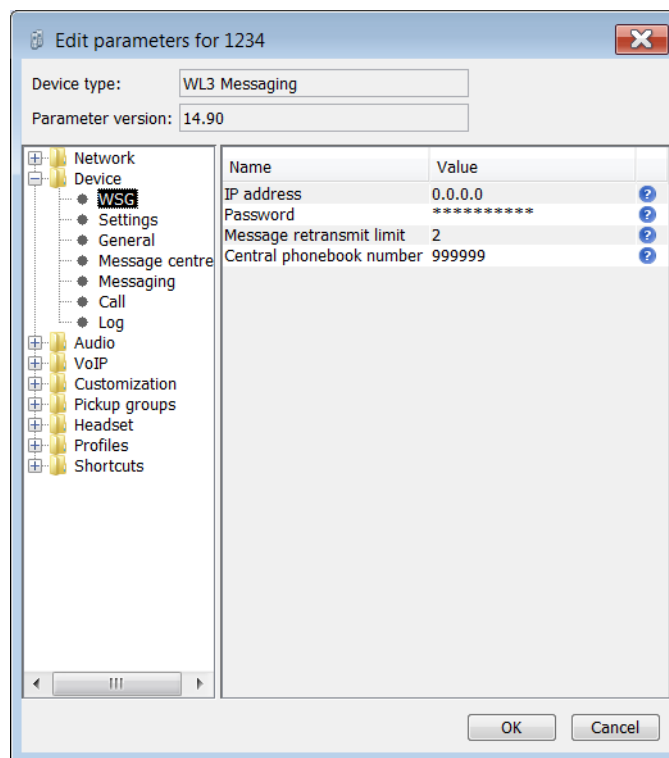 Edit parameters for 1234
Device type: WL3 Messaging
Parameter version: 14.90
Network
Device
WSG
Settings
General
Message centre
Messaging
Call
Log
Audio
VoIP
Customization
Pickup groups
Headset
Profiles
Shortcuts
Name Value
IP address 0.0.0.0 ?
Password ********** ?
Message retransmit limit 2 ?
Central phonebook number 999999 ?
OK Cancel